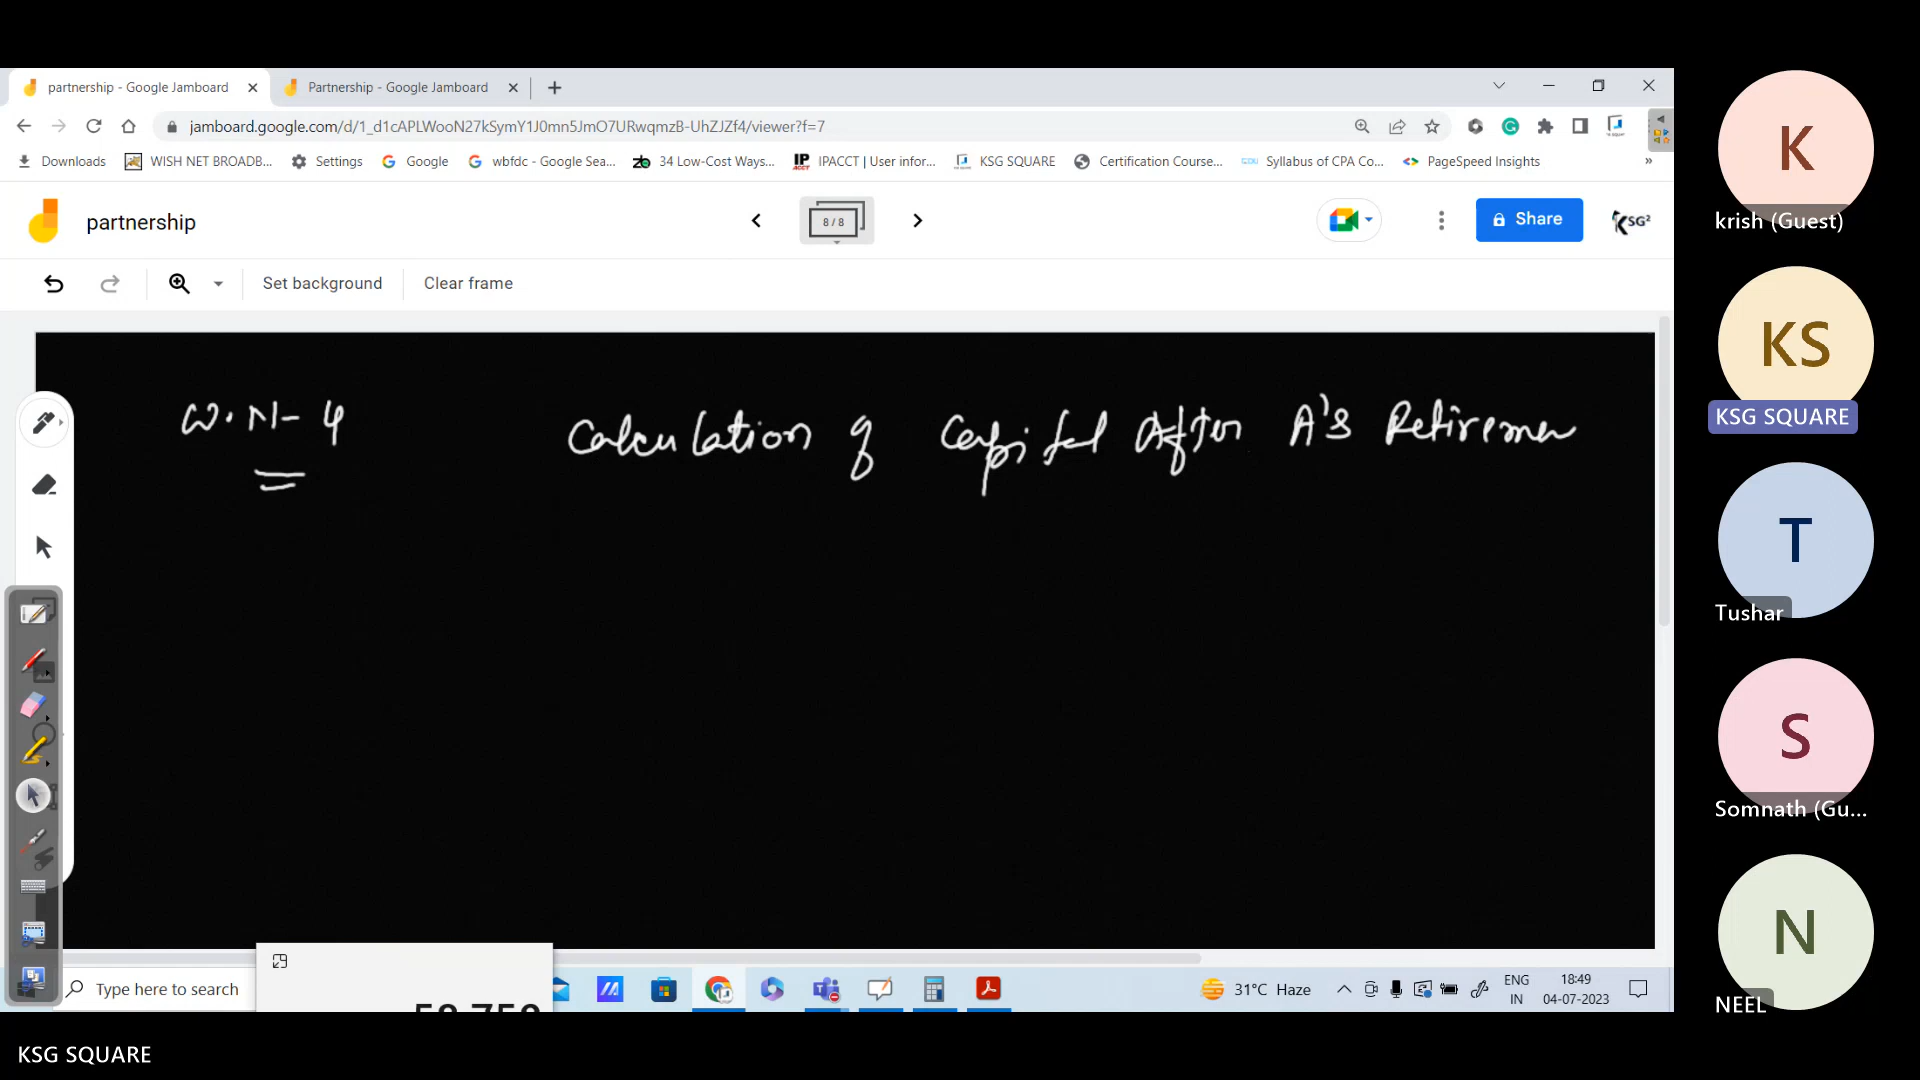 partnership - Google Jamboard
Partnership - Google Jamboard
jamboard.google.com/d/1_d1cAPLWooN27kSymY1J0mn5JmO7URwqmzB-UhZJZf4/viewer?f=7
Downloads WISH NET BROADB... Settings Google wbfdc - Google Sea... 34 Low-Cost Ways... IPACCT | User infor... KSG SQUARE Certification Course... Syllabus of CPA Co... PageSpeed Insights »
partnership 8 / 8 Share KSG²
Set background Clear frame
W.N-4 Calculation of Capital After A's Retiremen
Type here to search
31°C Haze
ENG
IN
18:49
04-07-2023
K
krish (Guest)
KS
KSG SQUARE
T
Tushar
S
Somnath (Gu...
N
NEEL
KSG SQUARE